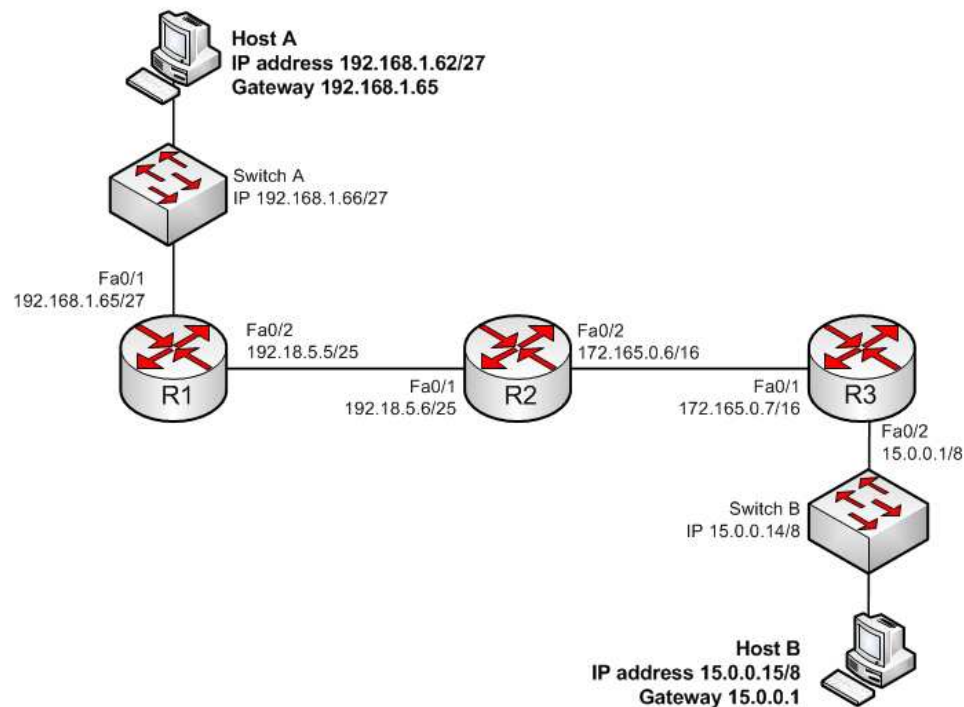 Host A
IP address 192.168.1.62/27
Gateway 192.168.1.65
Switch A
IP 192.168.1.66/27
Fa0/1
192.168.1.65/27
R1
Fa0/2
192.18.5.5/25
Fa0/1
192.18.5.6/25
R2
Fa0/2
172.165.0.6/16
Fa0/1
172.165.0.7/16
R3
Fa0/2
15.0.0.1/8
Switch B
IP 15.0.0.14/8
Host B
IP address 15.0.0.15/8
Gateway 15.0.0.1